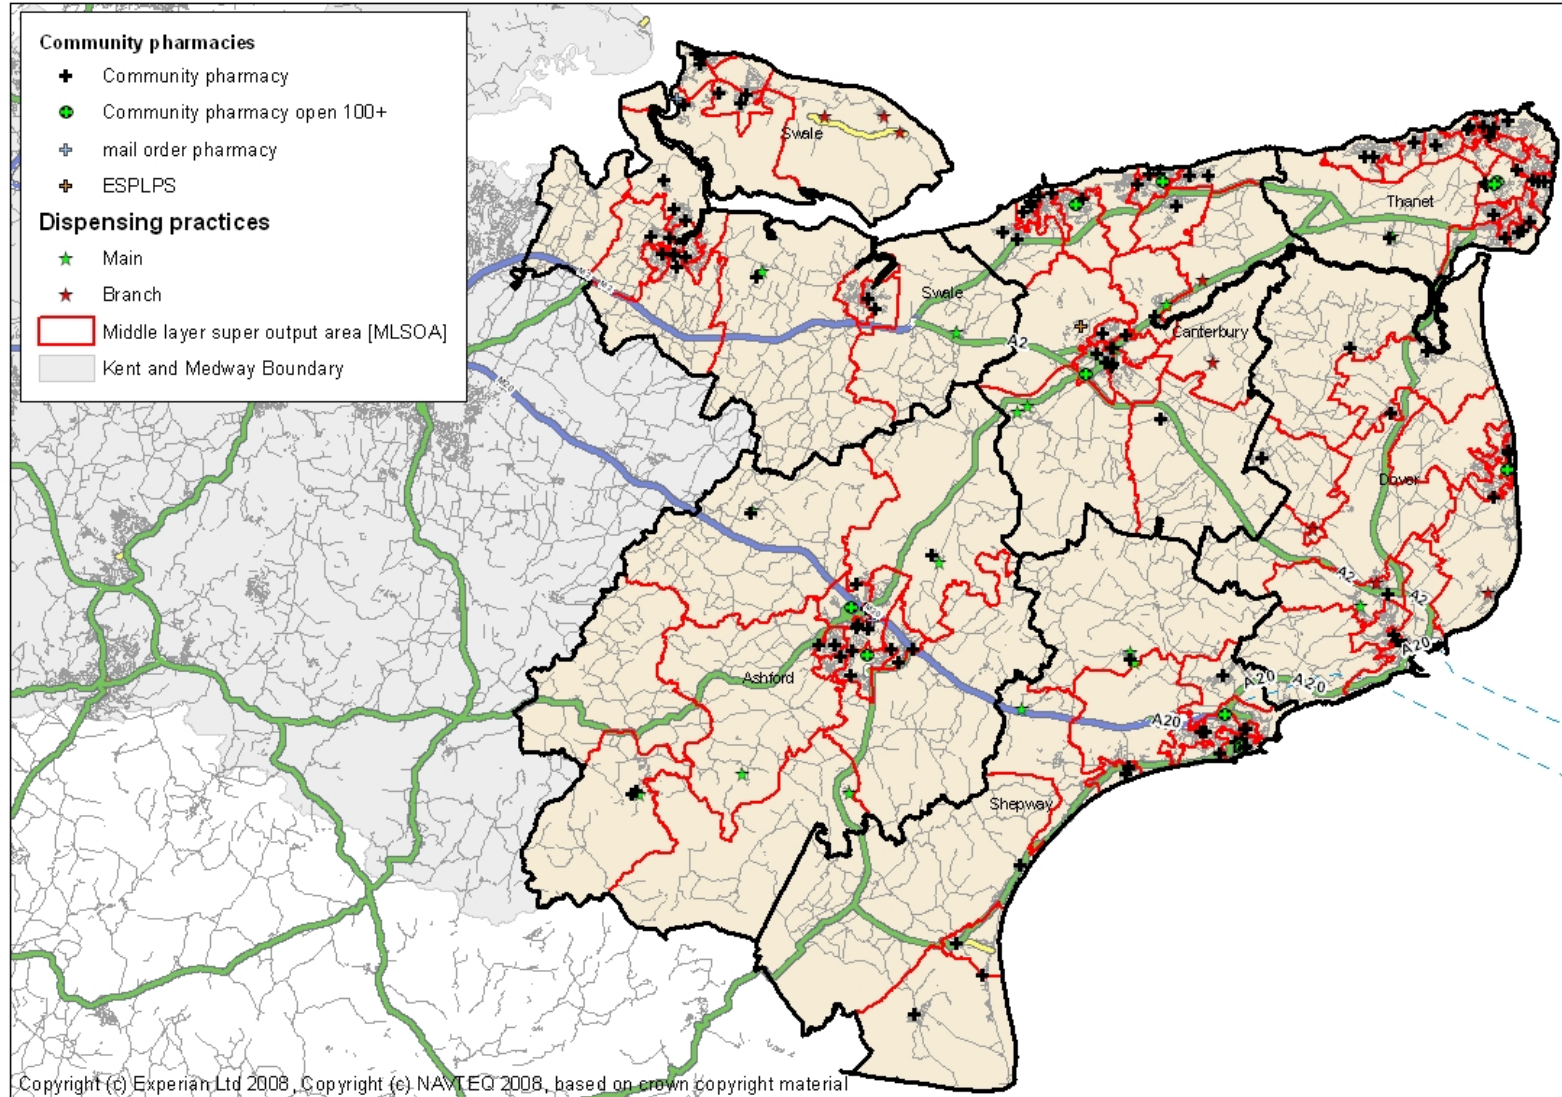 Community pharmacies
Community pharmacy
Community pharmacy open 100+
mail order pharmacy
ESPLPS
Dispensing practices
Main
Branch
Middle layer super output area [MLSOA]
Kent and Medway Boundary
Swale
Thanet
Swale
A2
Canterbury
M20
Dover
A2
A2
M20
A20
Ashford
A20
A20
A20
Shepway
Copyright (c) Experian Ltd 2008, Copyright (c) NAVTEQ 2008, based on crown copyright material